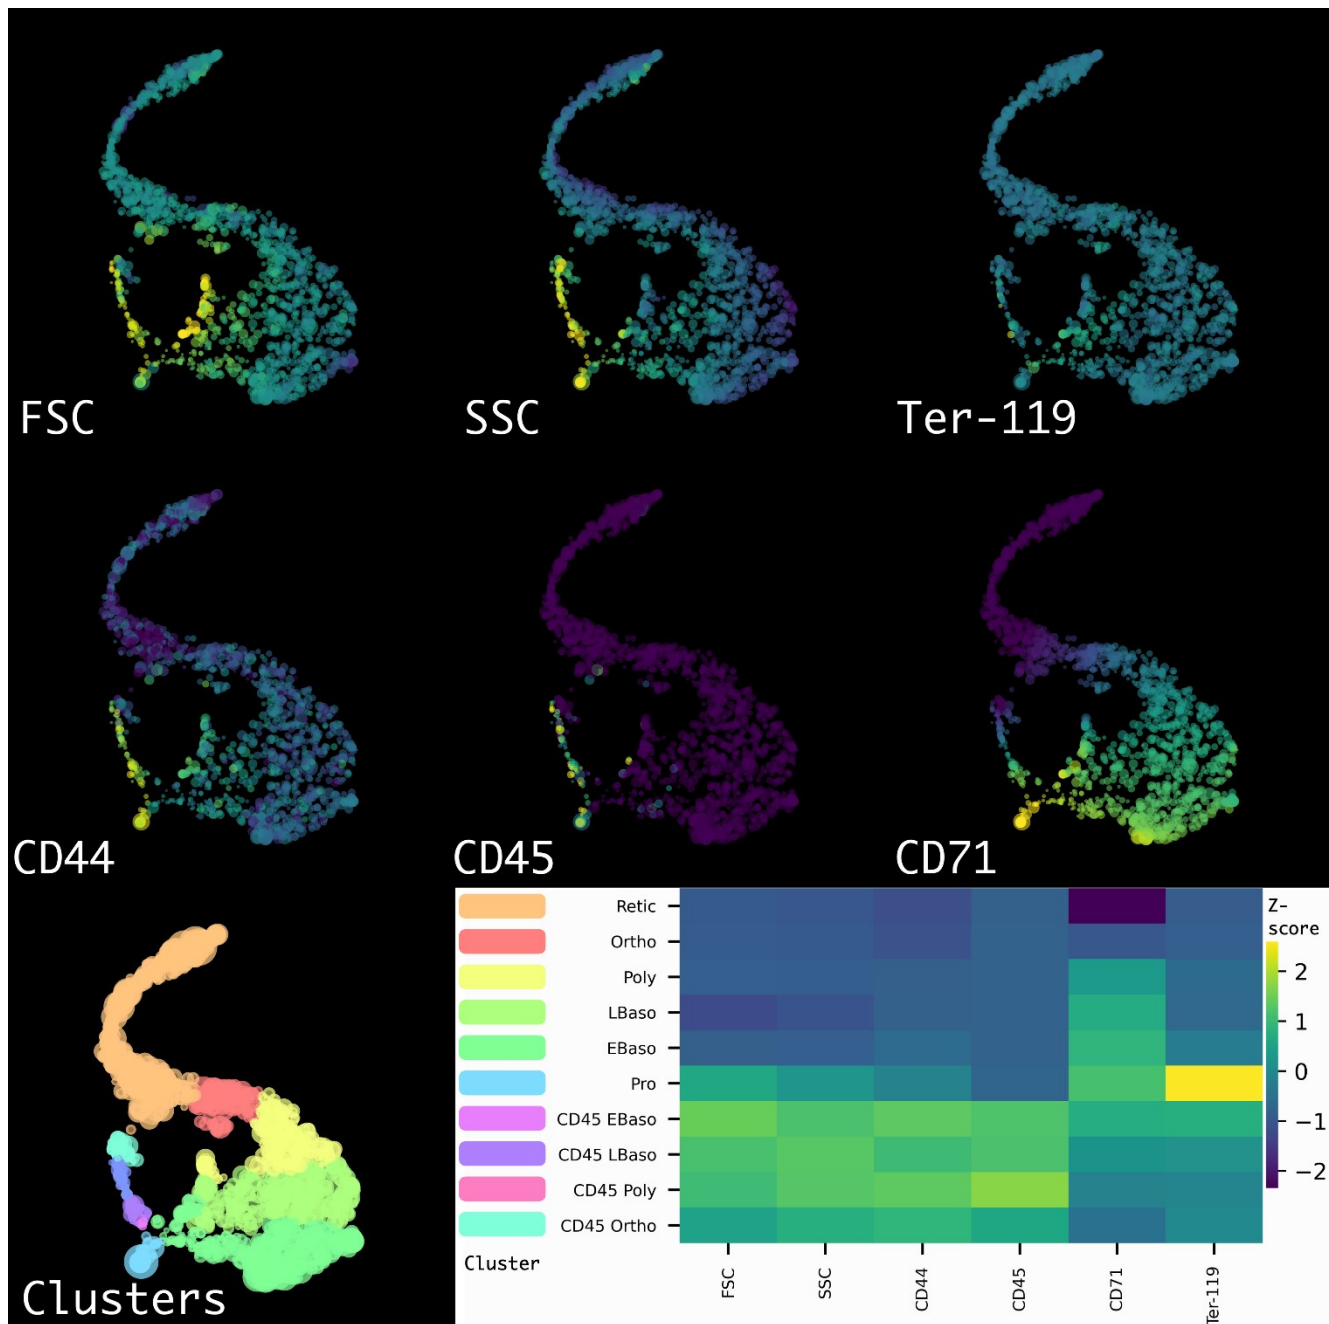 FSC
SSC
Ter-119
CD44
CD45
CD71
Clusters
Retic
Ortho
Poly
LBaso
EBaso
Pro
CD45 EBaso
CD45 LBaso
CD45 Poly
CD45 Ortho
Cluster
FSC
SSC
CD44
CD45
CD71
Ter-119
Z-
score
2
1
0
−1
−2